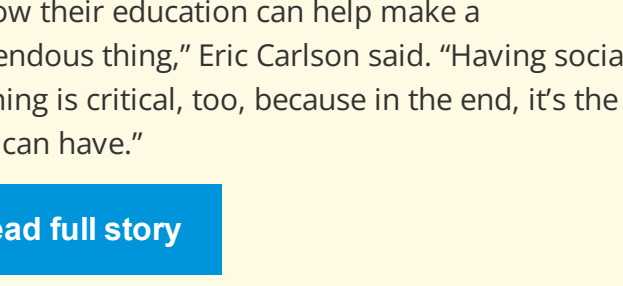 ow their education can help make a
endous thing,” Eric Carlson said. “Having socia
ning is critical, too, because in the end, it’s the
can have.”
ead full story